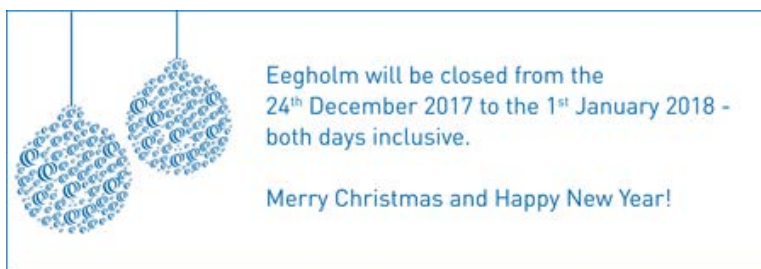 Eegholm will be closed from the
24th December 2017 to the 1st January 2018 -
both days inclusive.
Merry Christmas and Happy New Year!